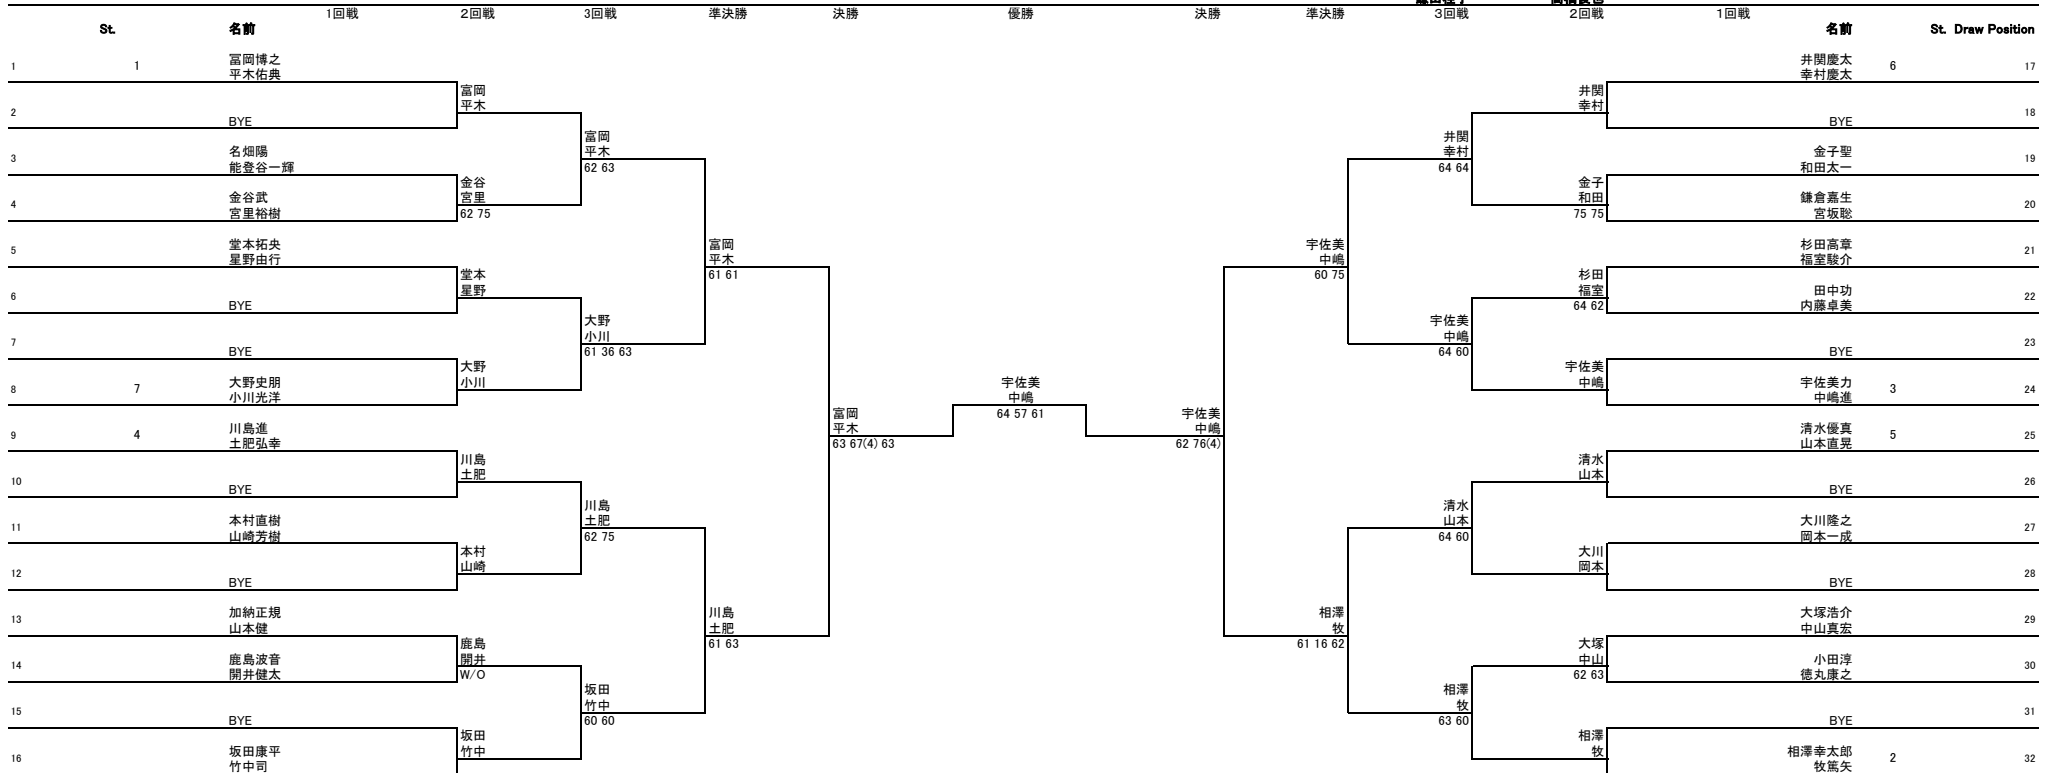 1回戦 2回戦 3回戦 準決勝 決勝 優勝 決勝 準決勝 3回戦 2回戦 1回戦
St. 名前 名前 St. Draw Position
1 1 冨岡博之
平木佑典
2 BYE
3 名畑陽
能登谷一輝
4 金谷武
宮里裕樹
5 堂本拓央
星野由行
6 BYE
7 BYE
8 7 大野史朋
小川光洋
9 4 川島進
土肥弘幸
10 BYE
11 本村直樹
山崎芳樹
12 BYE
13 加納正規
山本健
14 鹿島波音
開井健太
15 BYE
16 坂田康平
竹中司
富岡
平木
金谷
宮里
62 75
堂本
星野
大野
小川
川島
土肥
本村
山崎
鹿島
開井
W/O
坂田
竹中
富岡
平木
62 63
大野
小川
61 36 63
川島
土肥
62 75
坂田
竹中
60 60
富岡
平木
61 61
川島
土肥
61 63
富岡
平木
63 67(4) 63
宇佐美
中嶋
64 57 61
宇佐美
中嶋
62 76(4)
宇佐美
中嶋
60 75
相澤
牧
61 16 62
井関
幸村
64 64
宇佐美
中嶋
64 60
清水
山本
64 60
相澤
牧
63 60
井関
幸村
金子
和田
75 75
杉田
福室
64 62
宇佐美
中嶋
清水
山本
大川
岡本
大塚
中山
62 63
相澤
牧
井関慶太 6 17
幸村慶太
BYE 18
金子聖 19
和田太一
鎌倉嘉生 20
宮坂聡
杉田高章 21
福室駿介
田中功 22
内藤卓美
BYE 23
宇佐美力 3 24
中嶋進
清水優真 5 25
山本直晃
BYE 26
大川隆之 27
岡本一成
BYE 28
大塚浩介 29
中山真宏
小田淳 30
徳丸康之
BYE 31
相澤幸太郎 2 32
牧篤矢